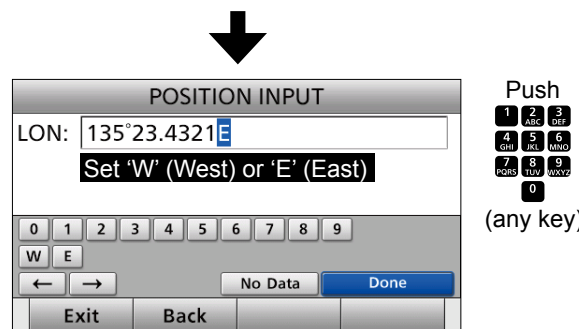 POSITION INPUT
LON: 135°23.4321E
Set ‘W’ (West) or ‘E’ (East)
0 1 2 3 4 5 6 7 8 9
W E
← → No Data Done
Exit Back
Push
1 2 ABC 3 DEF
4 GHI 5 JKL 6 MNO
7 PQRS 8 TUV 9 WXYZ
0
(any key)